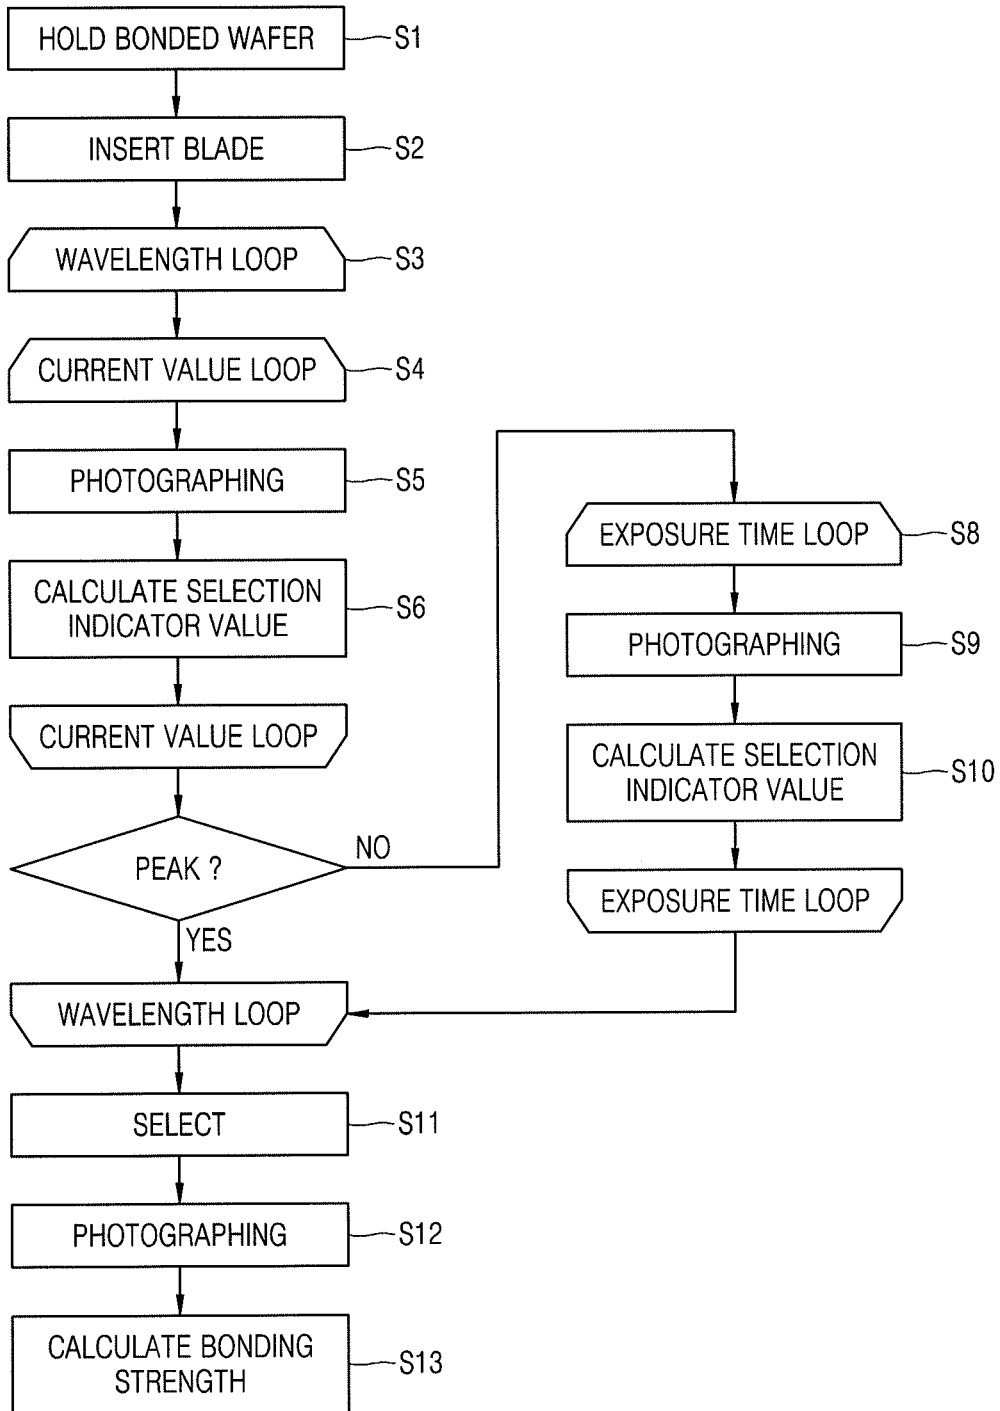 HOLD BONDED WAFER
S1
INSERT BLADE
S2
WAVELENGTH LOOP
S3
CURRENT VALUE LOOP
S4
PHOTOGRAPHING
S5
CALCULATE SELECTION
INDICATOR VALUE
S6
CURRENT VALUE LOOP
PEAK ?
NO
YES
EXPOSURE TIME LOOP
S8
PHOTOGRAPHING
S9
CALCULATE SELECTION
INDICATOR VALUE
S10
EXPOSURE TIME LOOP
WAVELENGTH LOOP
SELECT
S11
PHOTOGRAPHING
S12
CALCULATE BONDING
STRENGTH
S13